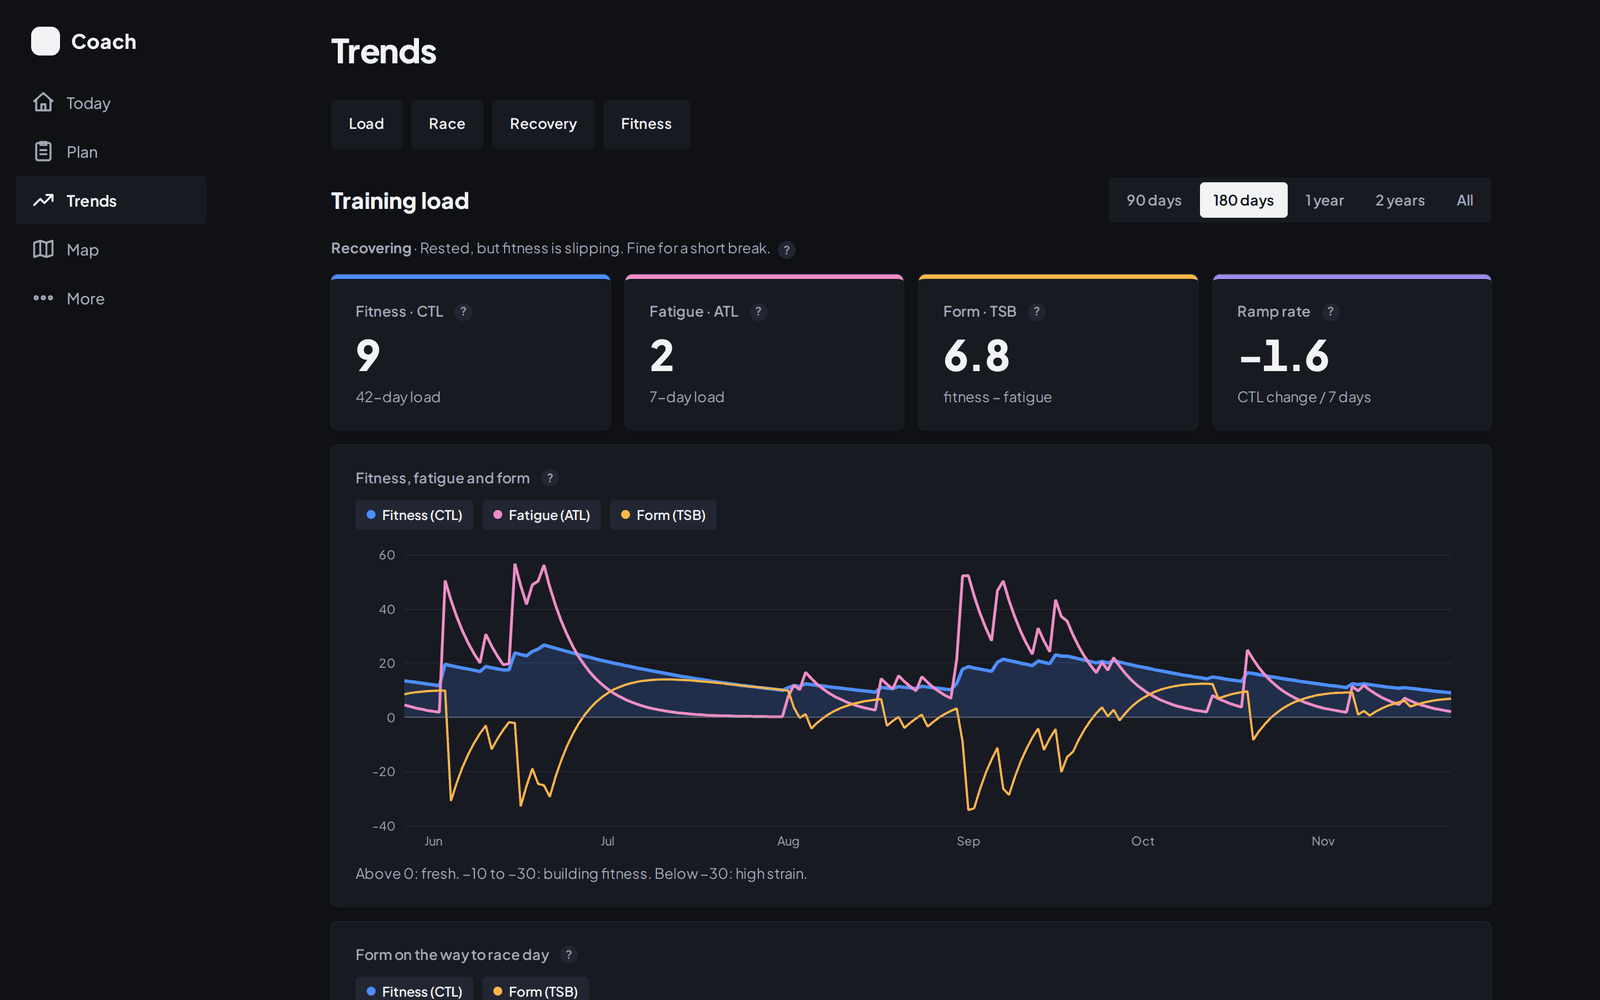 Coach
Today
Plan
Trends
Map
More
Trends
Load Race Recovery Fitness
Training load
90 days 180 days 1 year 2 years All
Recovering · Rested, but fitness is slipping. Fine for a short break. ?
Fitness · CTL ?
9
42-day load
Fatigue · ATL ?
2
7-day load
Form · TSB ?
6.8
fitness − fatigue
Ramp rate ?
−1.6
CTL change / 7 days
Fitness, fatigue and form ?
Fitness (CTL) Fatigue (ATL) Form (TSB)
60
40
20
0
-20
-40
Jun Jul Aug Sep Oct Nov
Above 0: fresh. −10 to −30: building fitness. Below −30: high strain.
Form on the way to race day ?
Fitness (CTL) Form (TSB)